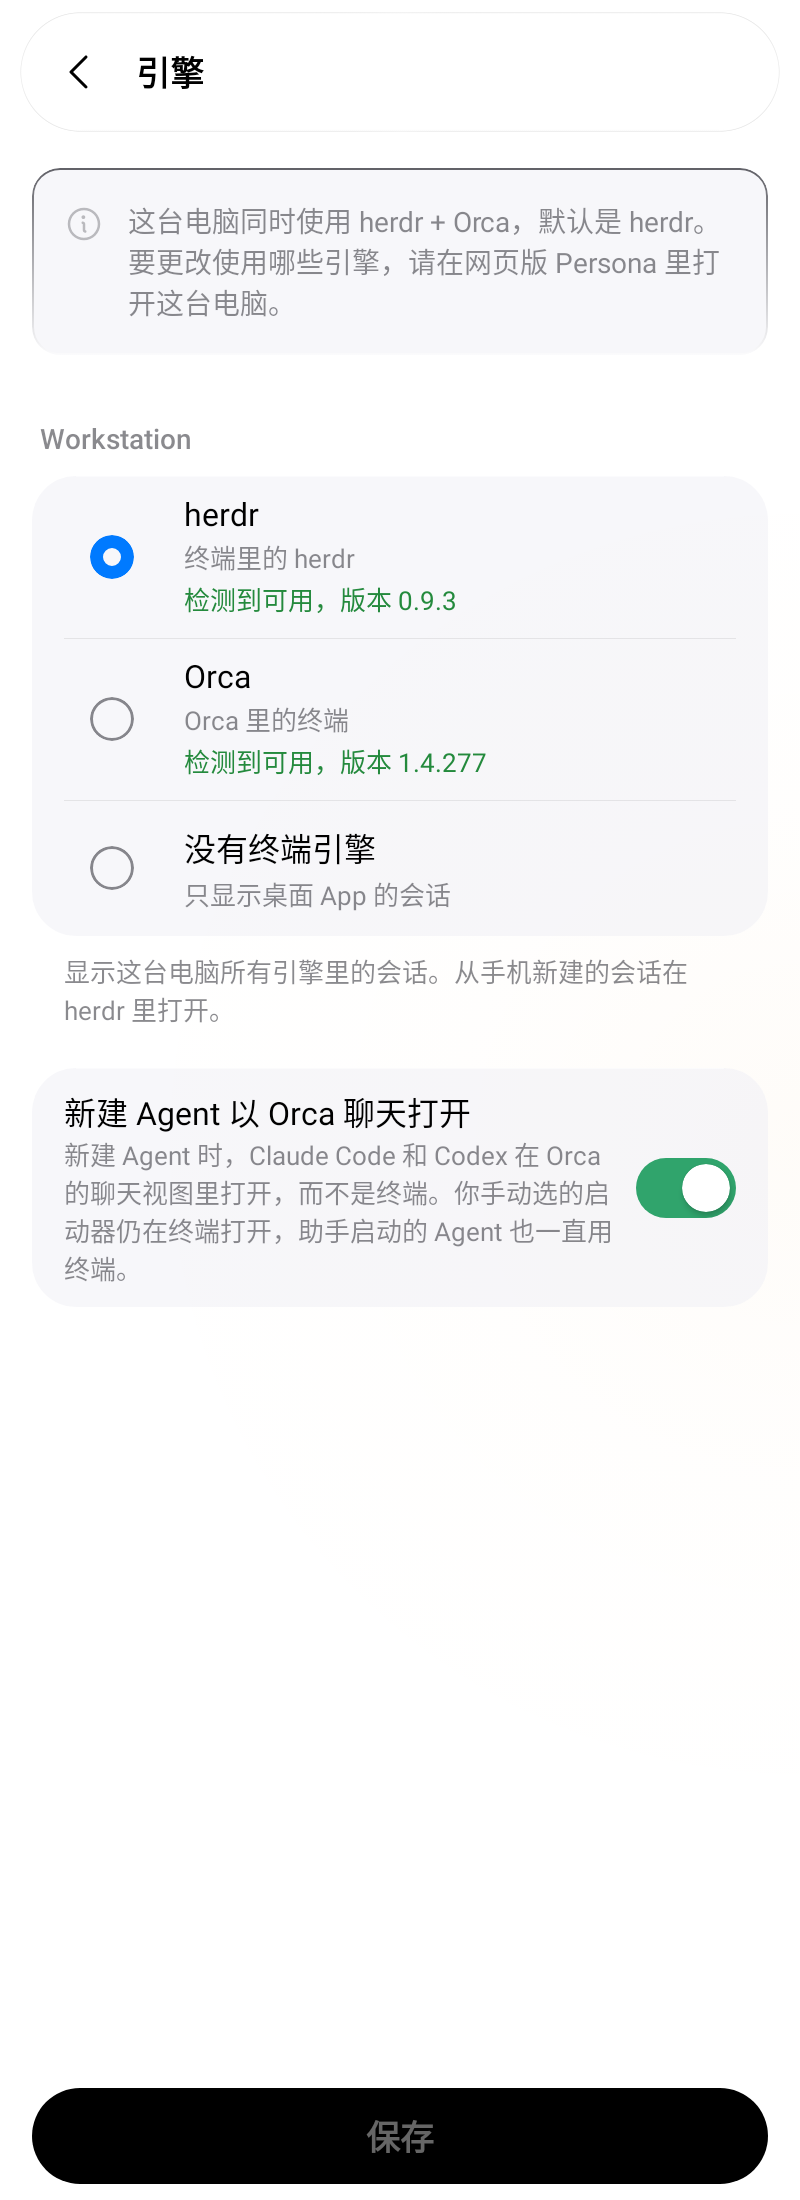 引擎
这台电脑同时使用 herdr + Orca，默认是 herdr。
要更改使用哪些引擎，请在网页版 Persona 里打
开这台电脑。
Workstation
herdr
终端里的 herdr
检测到可用，版本 0.9.3
Orca
Orca 里的终端
检测到可用，版本 1.4.277
没有终端引擎
只显示桌面 App 的会话
显示这台电脑所有引擎里的会话。从手机新建的会话在
herdr 里打开。
新建 Agent 以 Orca 聊天打开
新建 Agent 时，Claude Code 和 Codex 在 Orca
的聊天视图里打开，而不是终端。你手动选的启
动器仍在终端打开，助手启动的 Agent 也一直用
终端。
保存